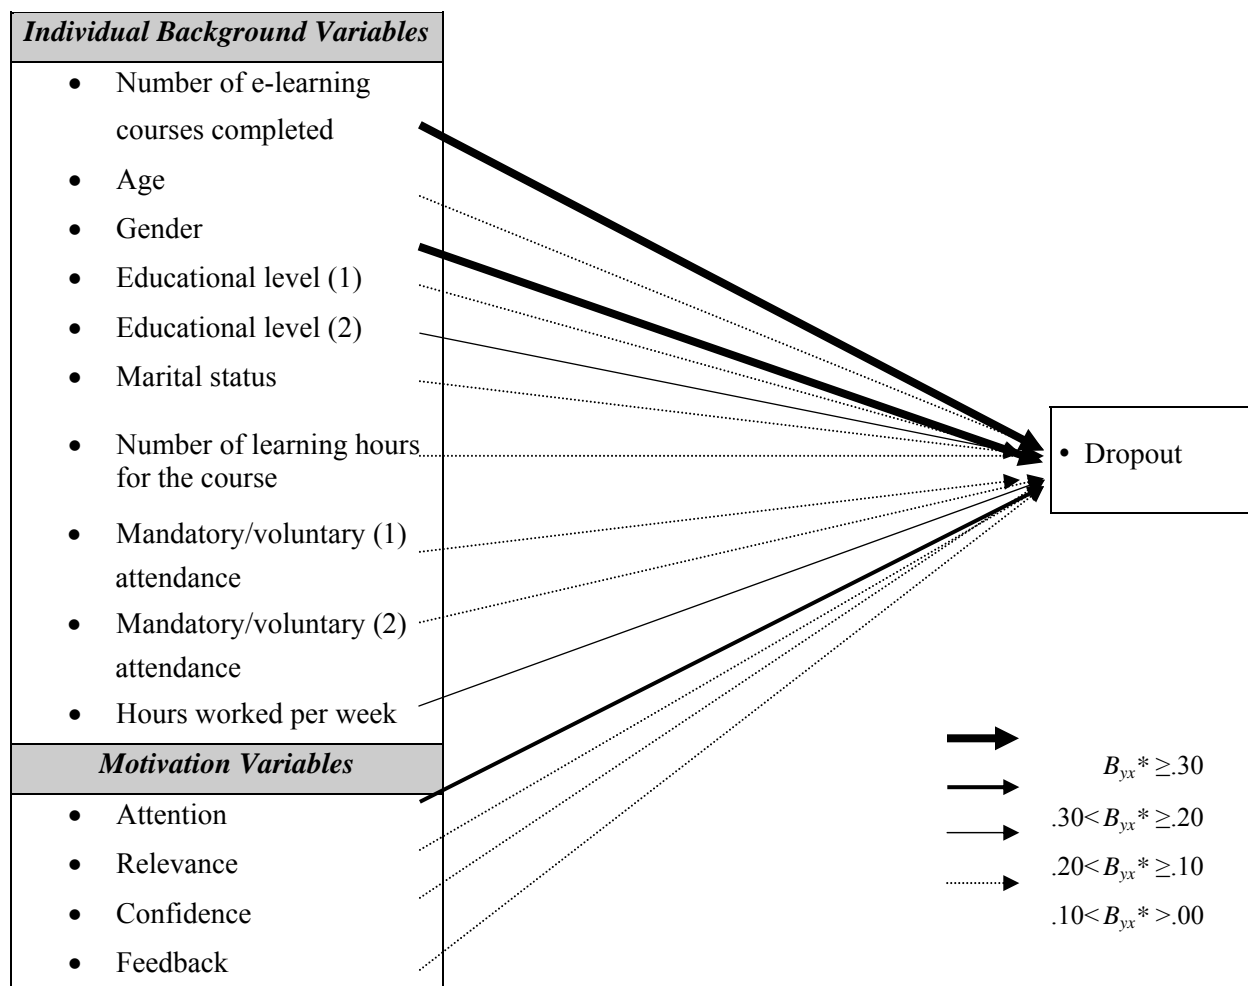 Individual Background Variables
• Number of e-learning
courses completed
• Age
• Gender
• Educational level (1)
• Educational level (2)
• Marital status
• Number of learning hours
for the course
• Mandatory/voluntary (1)
attendance
• Mandatory/voluntary (2)
attendance
• Hours worked per week
Motivation Variables
• Attention
• Relevance
• Confidence
• Feedback
• Dropout
Byx* ≥.30
.30< Byx* ≥.20
.20< Byx* ≥.10
.10< Byx* >.00